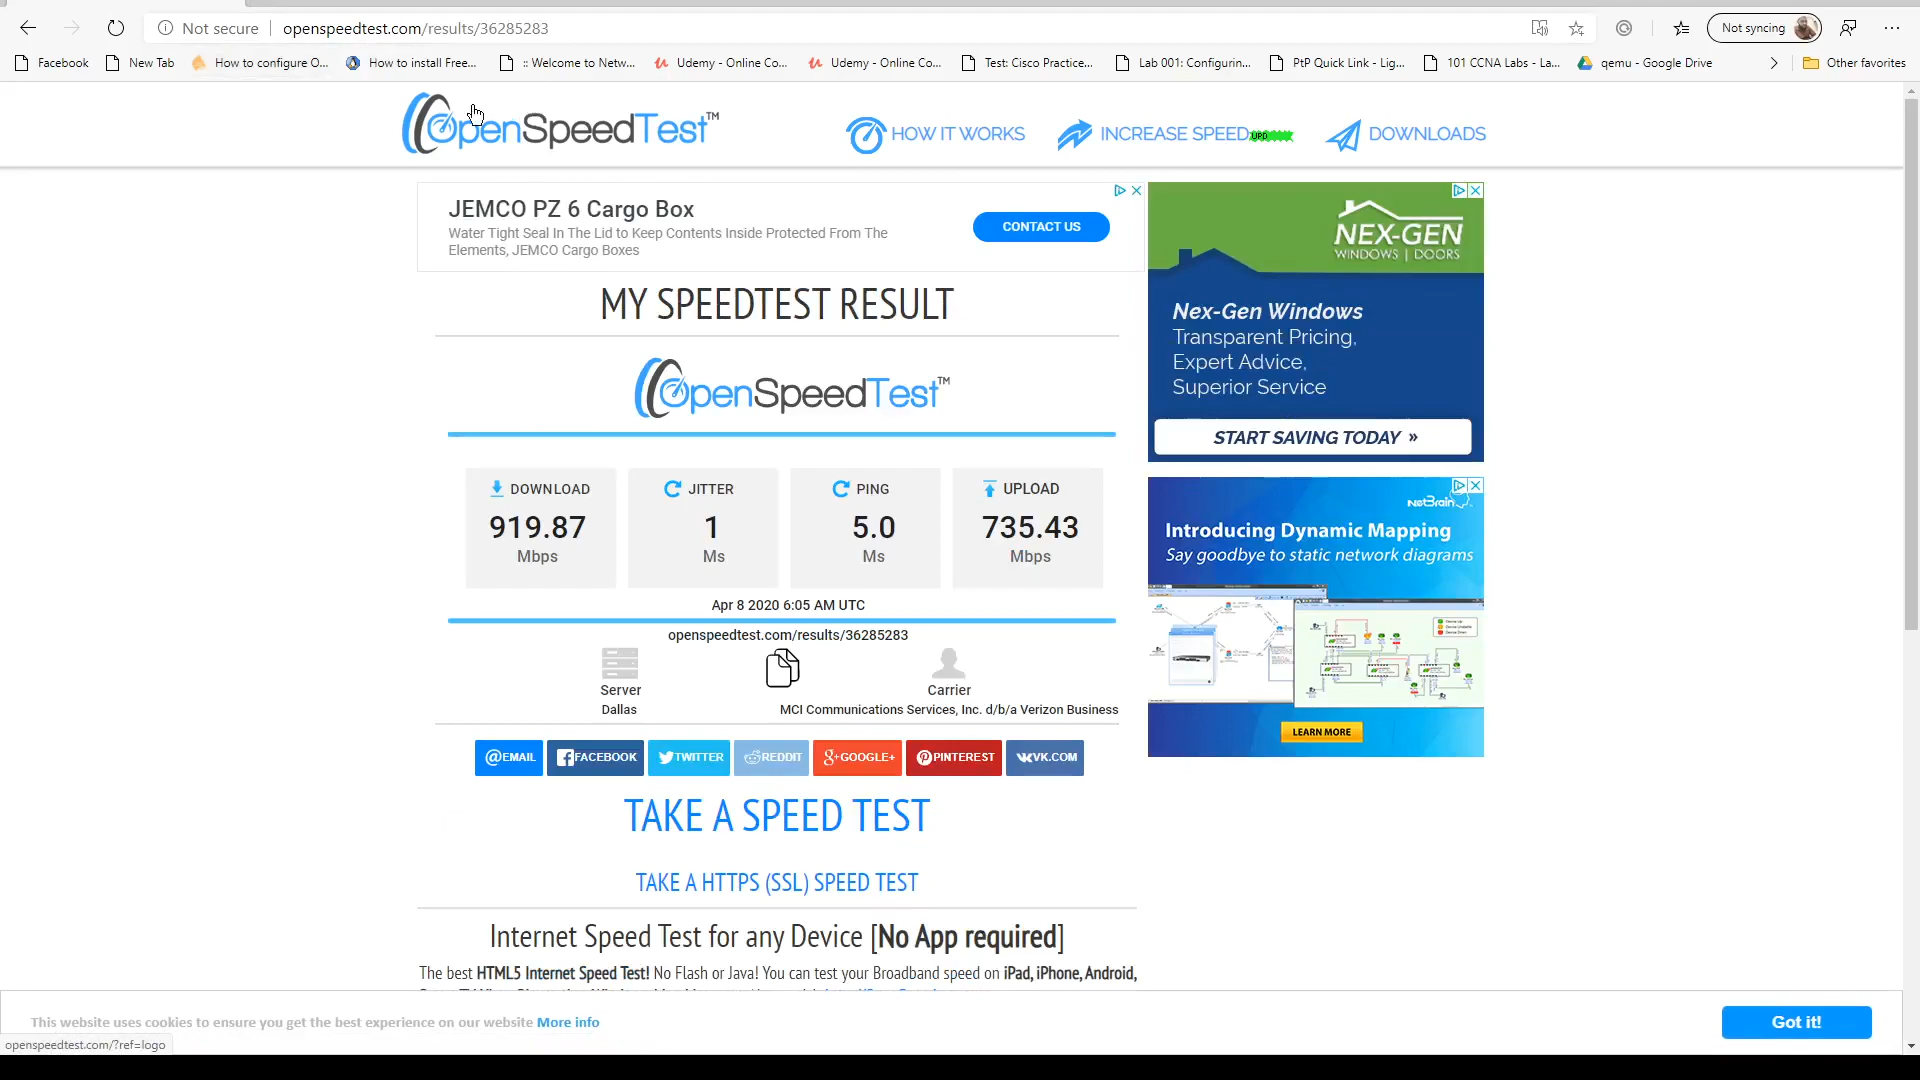 Not secure
openspeedtest.com/results/36285283
Not syncing
Facebook
New Tab
How to configure O...
How to install Free...
:: Welcome to Netw...
Udemy - Online Co...
Udemy - Online Co...
Test: Cisco Practice...
Lab 001: Configurin...
PtP Quick Link - Lig...
101 CCNA Labs - La...
qemu - Google Drive
Other favorites
OpenSpeedTest™
HOW IT WORKS
INCREASE SPEED
UPD
DOWNLOADS
JEMCO PZ 6 Cargo Box
Water Tight Seal In The Lid to Keep Contents Inside Protected From The
Elements, JEMCO Cargo Boxes
CONTACT US
NEX-GEN
WINDOWS | DOORS
Nex-Gen Windows
Transparent Pricing,
Expert Advice,
Superior Service
START SAVING TODAY »
MY SPEEDTEST RESULT
OpenSpeedTest™
DOWNLOAD
919.87
Mbps
JITTER
1
Ms
PING
5.0
Ms
UPLOAD
735.43
Mbps
Apr 8 2020 6:05 AM UTC
openspeedtest.com/results/36285283
Server
Dallas
Carrier
MCI Communications Services, Inc. d/b/a Verizon Business
NetBrain
Introducing Dynamic Mapping
Say goodbye to static network diagrams
LEARN MORE
@EMAIL
FACEBOOK
TWITTER
REDDIT
GOOGLE+
PINTEREST
VK.COM
TAKE A SPEED TEST
TAKE A HTTPS (SSL) SPEED TEST
Internet Speed Test for any Device [No App required]
The best HTML5 Internet Speed Test! No Flash or Java! You can test your Broadband speed on iPad, iPhone, Android,
This website uses cookies to ensure you get the best experience on our website More info
Got it!
openspeedtest.com/?ref=logo